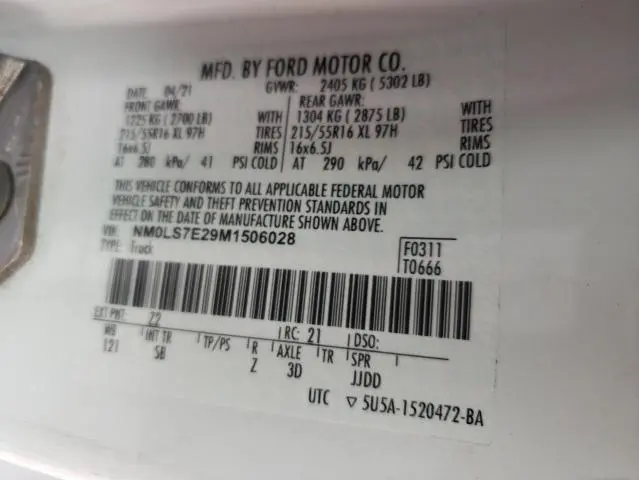 MFD. BY FORD MOTOR CO.
DATE: 04/21 GVWR: 2405 KG ( 5302 LB)
FRONT GAWR: REAR GAWR:
1225 KG ( 2700 LB) WITH 1304 KG ( 2875 LB) WITH
215/55R16 XL 97H TIRES 215/55R16 XL 97H TIRES
16x6.5J RIMS 16x6.5J RIMS
AT 280 kPa/ 41 PSI COLD AT 290 kPa/ 42 PSI COLD
THIS VEHICLE CONFORMS TO ALL APPLICABLE FEDERAL MOTOR
VEHICLE SAFETY AND THEFT PREVENTION STANDARDS IN
EFFECT ON THE DATE OF MANUFACTURE SHOWN ABOVE.
VIN: NM0LS7E29M1506028
TYPE: Truck
F0311
T0666
EXT PNT: Z2 RC: 21 DSO:
WB INT TR TP/PS R AXLE TR SPR
121 SB Z 3D JJDD
UTC ▽ 5U5A-1520472-BA